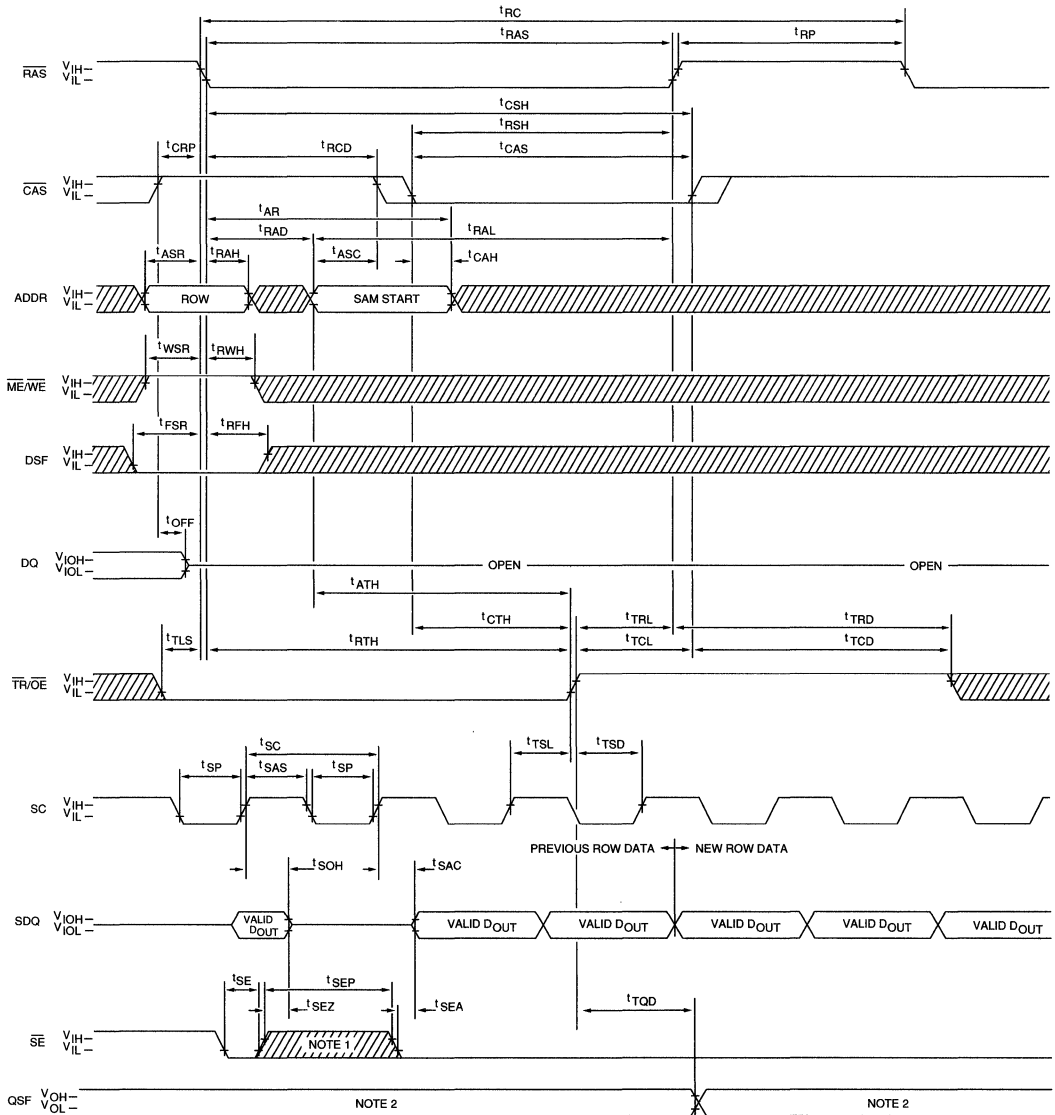 tRC
tRAS
tRP
RAS VIH
VIL
tCSH
tRSH
tCRP
tRCD
tCAS
CAS VIH
VIL
tAR
tRAD
tRAL
tASR
tRAH
tASC
tCAH
ADDR VIH
VIL
ROW
SAM START
tWSR
tRWH
ME/WE VIH
VIL
tFSR
tRFH
DSF VIH
VIL
tOFF
DQ VIOH
VIOL
OPEN
OPEN
tATH
tCTH
tTRL
tTRD
tTLS
tRTH
tTCL
tTCD
TR/OE VIH
VIL
tSC
tTSL
tTSD
tSP
tSAS
tSP
SC VIH
VIL
PREVIOUS ROW DATA
NEW ROW DATA
tSOH
tSAC
SDQ VIOH
VIOL
VALID DOUT
VALID DOUT
VALID DOUT
VALID DOUT
VALID DOUT
VALID DOUT
tSE
tSEP
tSEZ
tSEA
tTQD
SE VIH
VIL
NOTE 1
QSF VOH
VOL
NOTE 2
NOTE 2